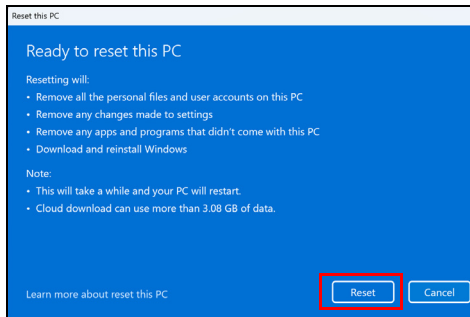 Reset this PC
Ready to reset this PC
Resetting will:
• Remove all the personal files and user accounts on this PC
• Remove any changes made to settings
• Remove any apps and programs that didn't come with this PC
• Download and reinstall Windows
Note:
• This will take a while and your PC will restart.
• Cloud download can use more than 3.08 GB of data.
Learn more about reset this PC
Reset
Cancel